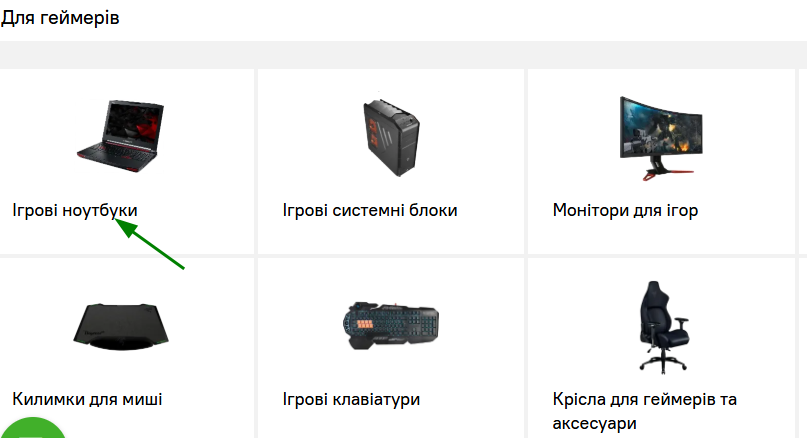 Для геймерів
Ігрові ноутбуки
Ігрові системні блоки
Монітори для ігор
Килимки для миші
Ігрові клавіатури
Крісла для геймерів та
аксесуари